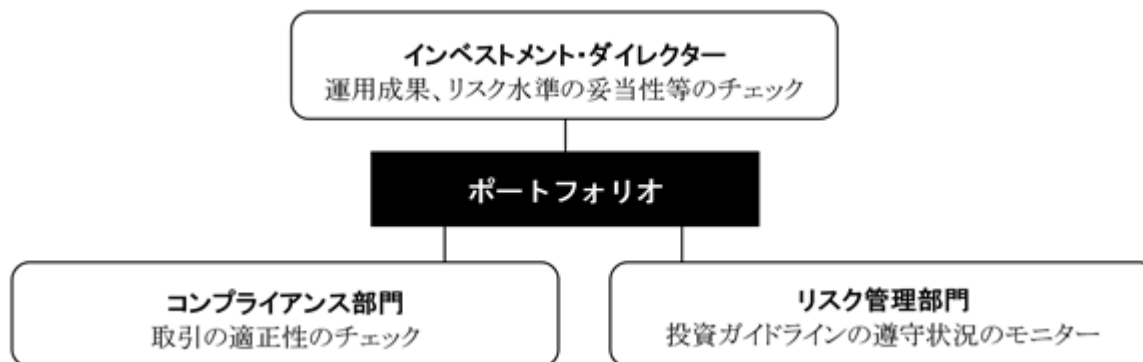 インベストメント・ダイレクター
運用成果、リスク水準の妥当性等のチェック
ポートフォリオ
コンプライアンス部門
取引の適正性のチェック
リスク管理部門
投資ガイドラインの遵守状況のモニター